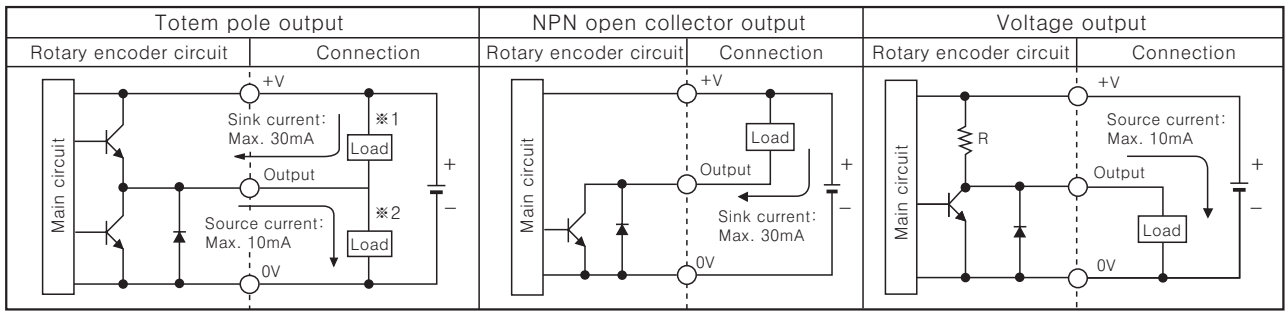 Totem pole output
NPN open collector output
Voltage output
Rotary encoder circuit
Connection
Rotary encoder circuit
Connection
Rotary encoder circuit
Connection
Main circuit
+V
Sink current:
Max. 30mA
※1
Load
Output
※2
Source current:
Max. 10mA
Load
0V
+
−
Main circuit
+V
Load
Output
Sink current:
Max. 30mA
0V
+
−
Main circuit
R
+V
Source current:
Max. 10mA
Output
Load
0V
+
−